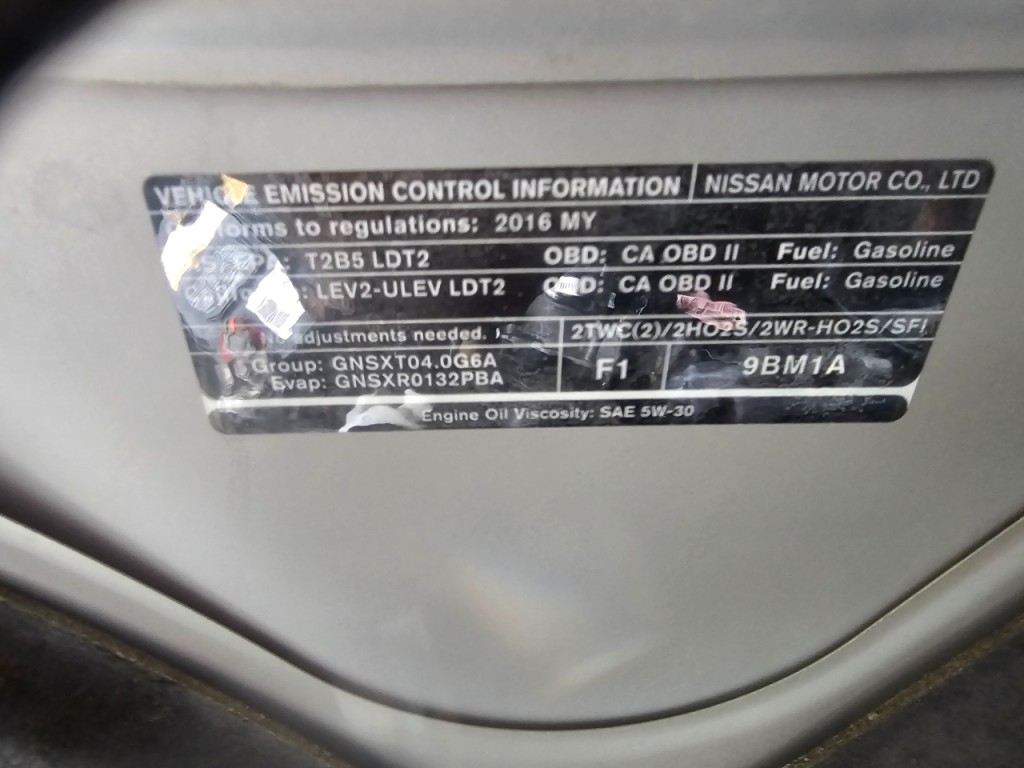 VEHICLE EMISSION CONTROL INFORMATION NISSAN MOTOR CO., LTD
to regulations: 2016 MY
T2B5 LDT2 OBD: CA OBD II Fuel: Gasoline
LEV2-ULEV LDT2 OBD: CA OBD II Fuel: Gasoline
adjustments needed. 2TWC(2)/2HO2S/2WR-HO2S/SFI
Group: GNSXT04.0G6A
Evap: GNSXR0132PBA
F1 9BM1A
Engine Oil Viscosity: SAE 5W-30